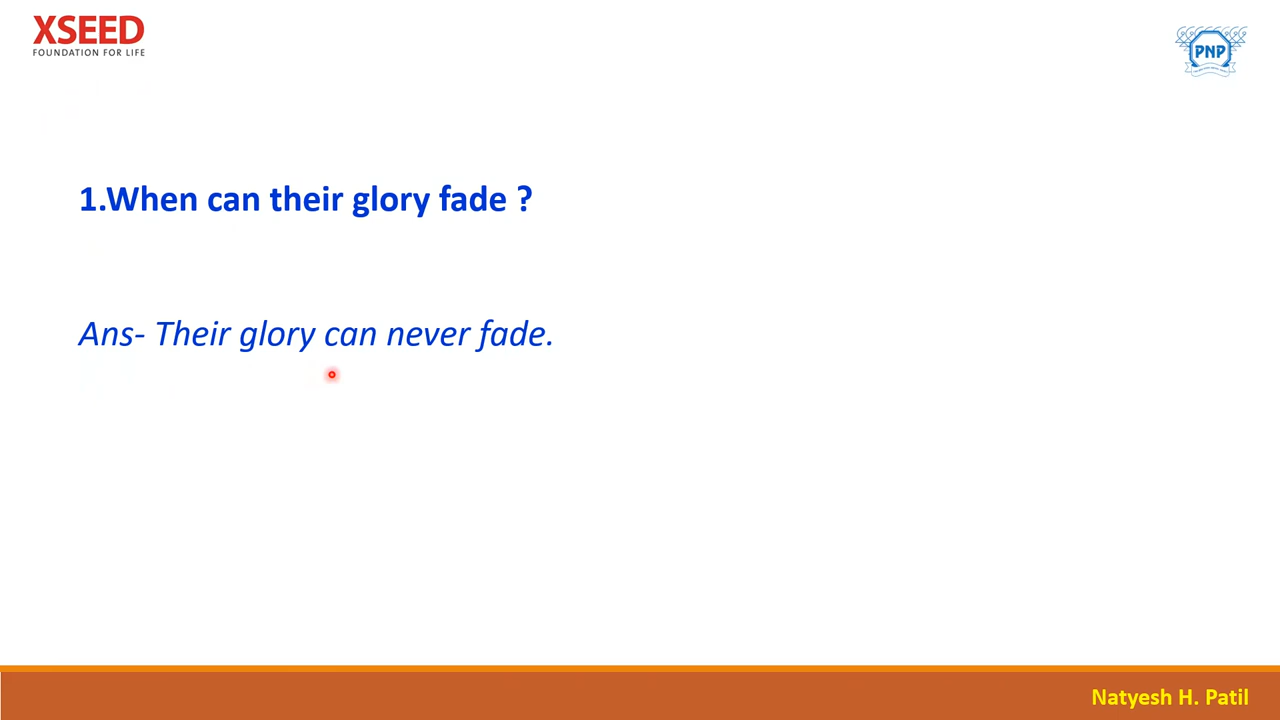 XSEED
FOUNDATION FOR LIFE
PNP
1.When can their glory fade ?
Ans- Their glory can never fade.
Natyesh H. Patil